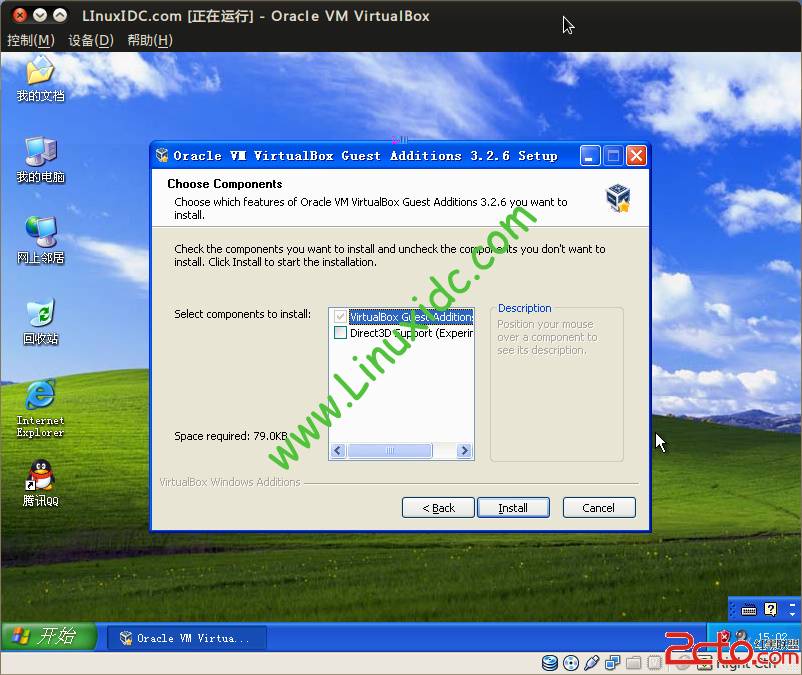 LInuxIDC.com [正在运行] - Oracle VM VirtualBox
控制(M) 设备(D) 帮助(H)
我的文档
我的电脑
网上邻居
回收站
Internet Explorer
腾讯QQ
Oracle VM VirtualBox Guest Additions 3.2.6 Setup
Choose Components
Choose which features of Oracle VM VirtualBox Guest Additions 3.2.6 you want to
install.
Check the components you want to install and uncheck the components you don't want to
install. Click Install to start the installation.
Select components to install:
VirtualBox Guest Additions
Direct3D Support (Experim
Description
Position your mouse
over a component to
see its description.
Space required: 79.0KB
VirtualBox Windows Additions
< Back
Install
Cancel
www.Linuxidc.com
开始
Oracle VM Virtua...
15:02
2cto.com
Right Ctrl